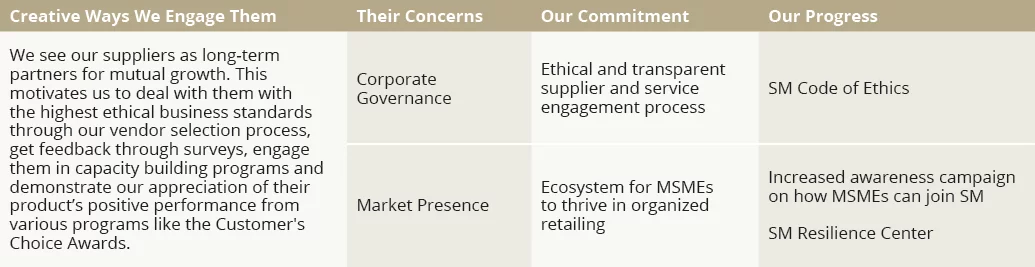 Creative Ways We Engage Them
Their Concerns
Our Commitment
Our Progress
We see our suppliers as long-term
partners for mutual growth. This
motivates us to deal with them with
the highest ethical business standards
through our vendor selection process,
get feedback through surveys, engage
them in capacity building programs and
demonstrate our appreciation of their
product’s positive performance from
various programs like the Customer's
Choice Awards.
Corporate
Governance
Ethical and transparent
supplier and service
engagement process
SM Code of Ethics
Market Presence
Ecosystem for MSMEs
to thrive in organized
retailing
Increased awareness campaign
on how MSMEs can join SM
SM Resilience Center